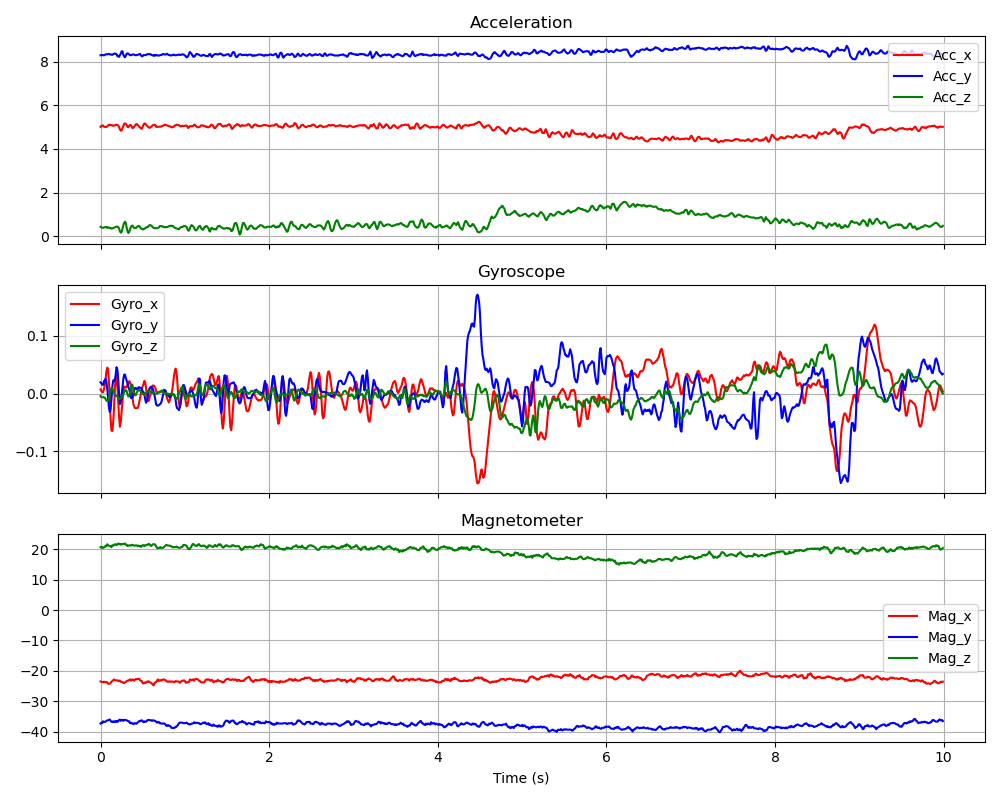 Acceleration
8
6
4
2
0
Acc_x
Acc_y
Acc_z
Gyroscope
0.1
0.0
−0.1
Gyro_x
Gyro_y
Gyro_z
Magnetometer
20
10
0
−10
−20
−30
−40
Mag_x
Mag_y
Mag_z
0 2 4 6 8 10
Time (s)